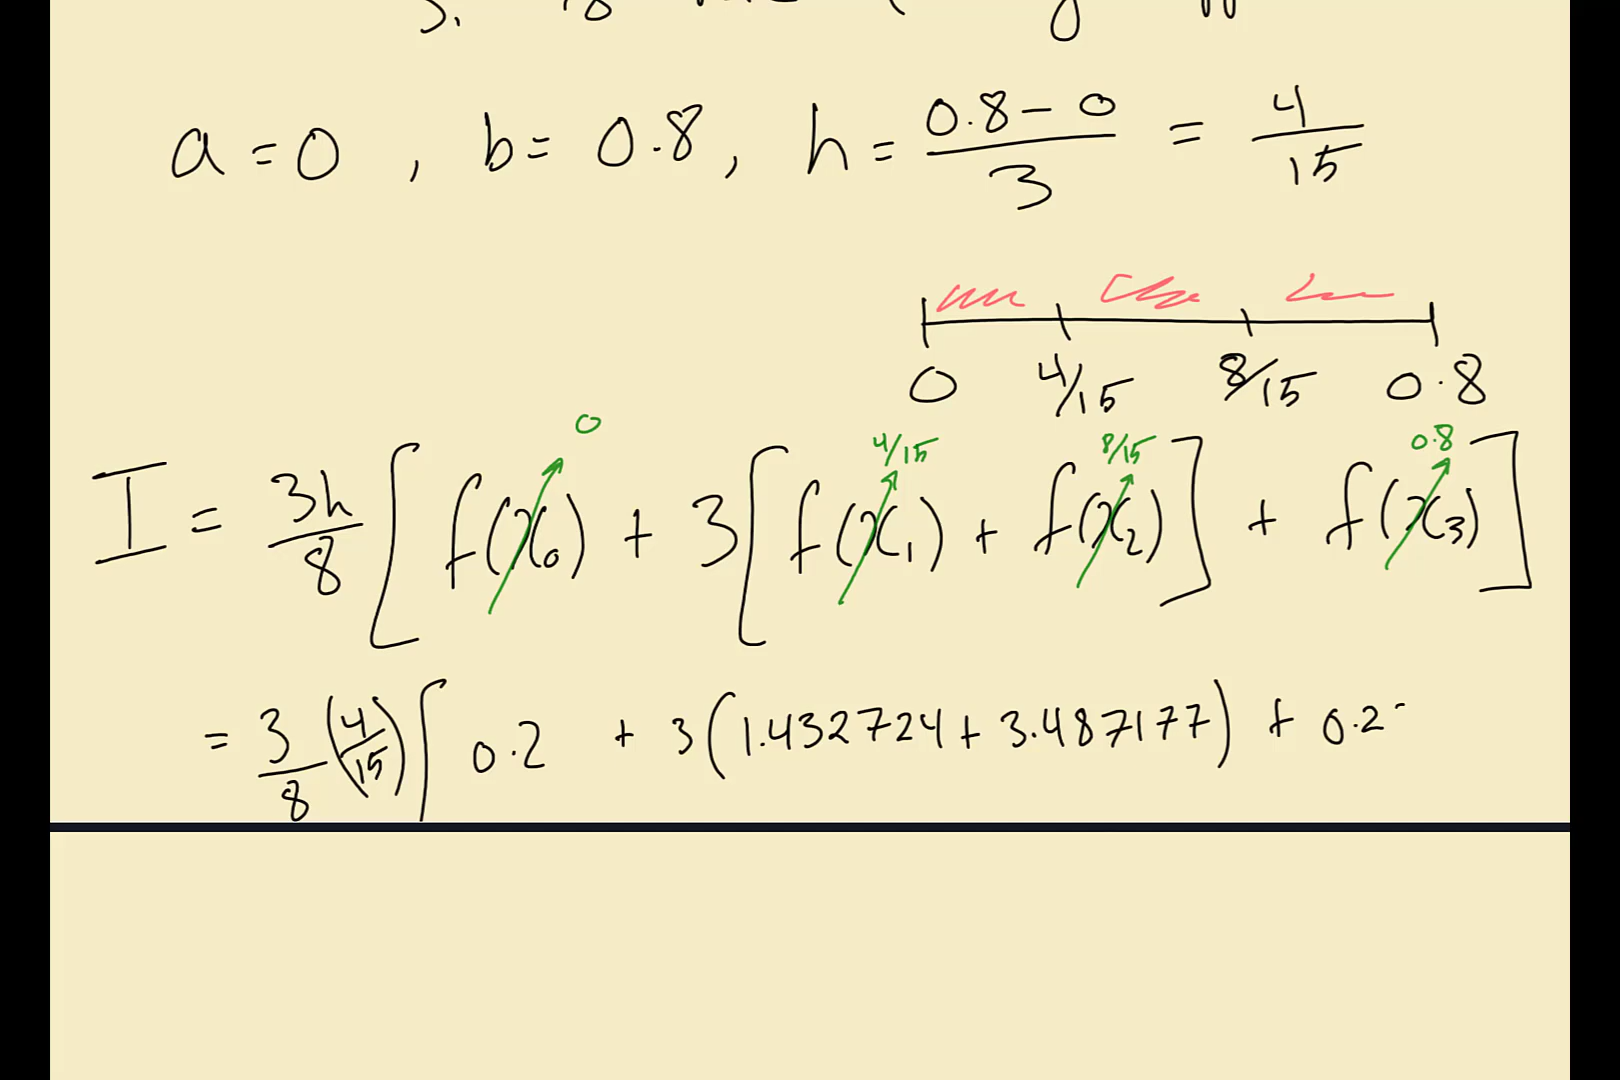 a = 0 , b = 0.8 , h = (0.8 - 0)/3 = 4/15
0 4/15 8/15 0.8
0 4/15 8/15 0.8
I = 3h/8 [ f(x₀) + 3[ f(x₁) + f(x₂) ] + f(x₃) ]
= 3/8 (4/15) [ 0.2 + 3(1.432724 + 3.487177) + 0.2